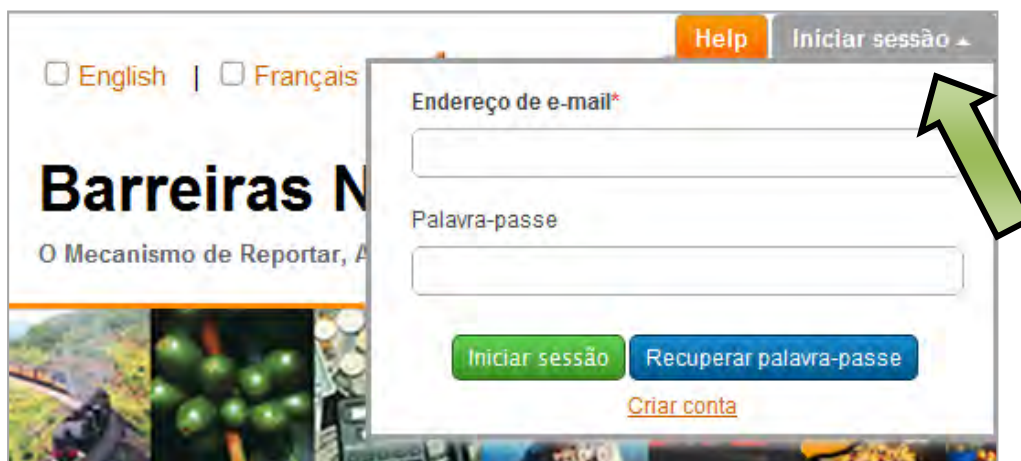 Help Iniciar sessão
English | Français
Endereço de e-mail*
Barreiras N
Palavra-passe
O Mecanismo de Reportar, A
Iniciar sessão Recuperar palavra-passe
Criar conta